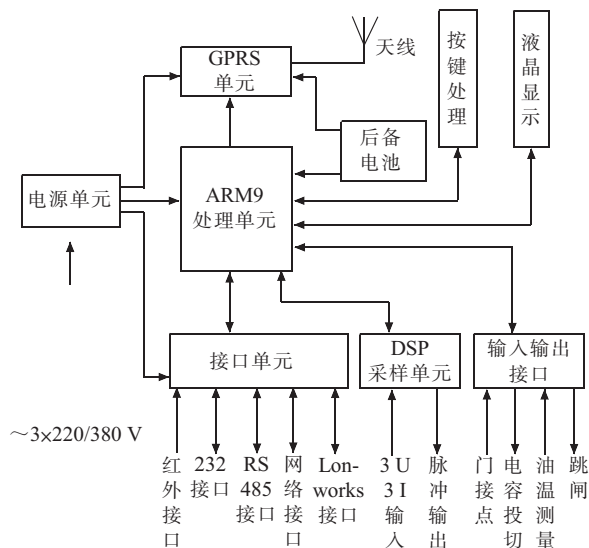 天线
GPRS
单元
按键处理
液晶显示
后备
电池
电源单元
ARM9
处理单元
接口单元
DSP
采样单元
输入输出
接口
～3×220/380 V
红外接口
232
接口
RS
485
接口
网络接口
Lon-
works
接口
3 U
3 I
输
入
脉冲输出
门接点
电容投切
油温测量
跳闸